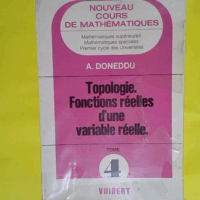 NOUVEAU
COURS
DE MATHÉMATIQUES
Mathématiques supérieures
Mathématiques spéciales
Premier cycle des Universités
A. DONEDDU
Topologie.
Fonctions réelles
d'une
variable réelle.
TOME
4
VUIBERT